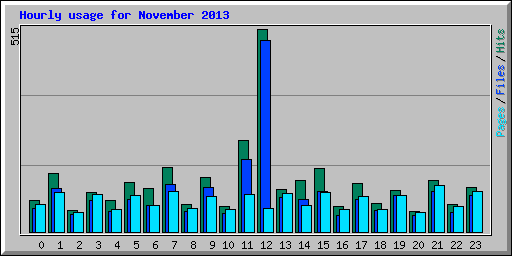 Hourly usage for November 2013
515
Pages / Files / Hits
0 1 2 3 4 5 6 7 8 9 10 11 12 13 14 15 16 17 18 19 20 21 22 23